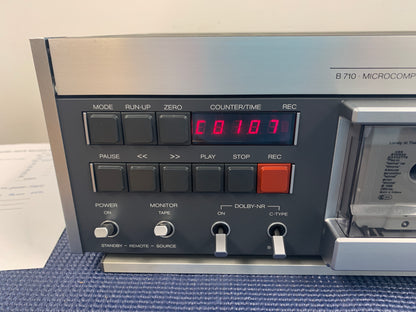 B 710 · MICROCOMP
MODE RUN-UP ZERO COUNTER/TIME REC
C 0107
PAUSE << >> PLAY STOP REC
POWER MONITOR DOLBY-NR
ON TAPE ON C-TYPE
B
STANDBY – REMOTE – SOURCE